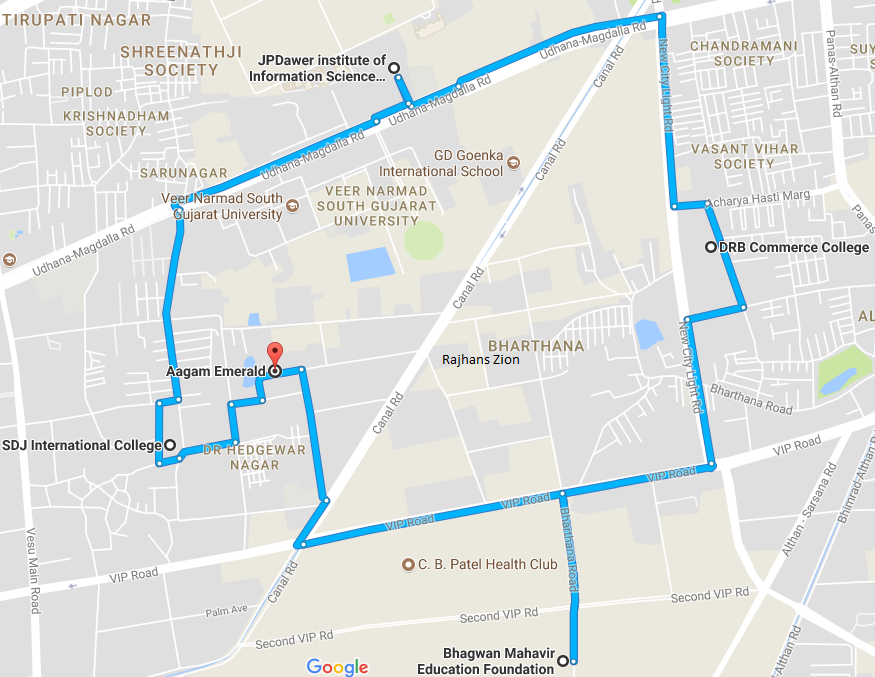 TIRUPATI NAGAR
SHREENATHJI
SOCIETY
PIPLOD
KRISHNADHAM
SOCIETY
JPDawer institute of
Information Science...
Udhana-Magdalla Rd
Udhana-Magdalla Rd
Udhana-Magdalla Rd
Udhana-Magdalla Rd
Canal Rd
New City Light Rd
CHANDRAMANI
SOCIETY
Panas-Althan Rd
SUY
SARUNAGAR
Veer Narmad South
Gujarat University
VEER NARMAD
SOUTH GUJARAT
UNIVERSITY
GD Goenka
International School
Canal Rd
VASANT VIHAR
SOCIETY
Acharya Hasti Marg
Panas
DRB Commerce College
Canal Rd
AL
Aagam Emerald
Rajhans Zion
BHARTHANA
New City Light Rd
Bharthana Road
Canal Rd
SDJ International College
DR HEDGEWAR
NAGAR
VIP Road
VIP Road
VIP Road
VIP Road
Bharthana Road
Althan - Sarsana Rd
Bhimrad-Althan Rd
Vesu Main Road
VIP Road
Canal Rd
C. B. Patel Health Club
Palm Ave
Second VIP Rd
Second VIP Rd
Second VIP Rd
-Althan Rd
Google
Bhagwan Mahavir
Education Foundation